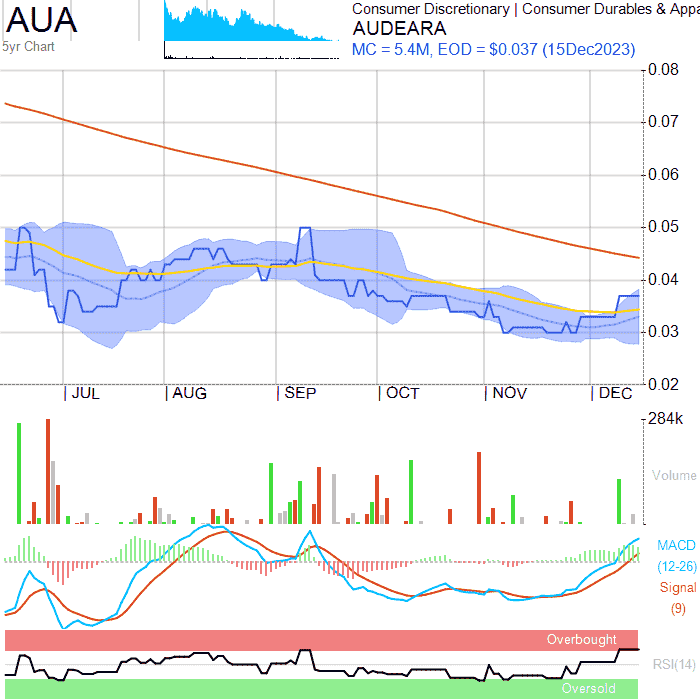 AUA
5yr Chart
Consumer Discretionary | Consumer Durables & Appa
AUDEARA
MC = 5.4M, EOD = $0.037 (15Dec2023)
0.08
0.07
0.06
0.05
0.04
0.03
0.02
JUL AUG SEP OCT NOV DEC
284k
Volume
MACD
(12-26)
Signal
(9)
Overbought
RSI(14)
Oversold